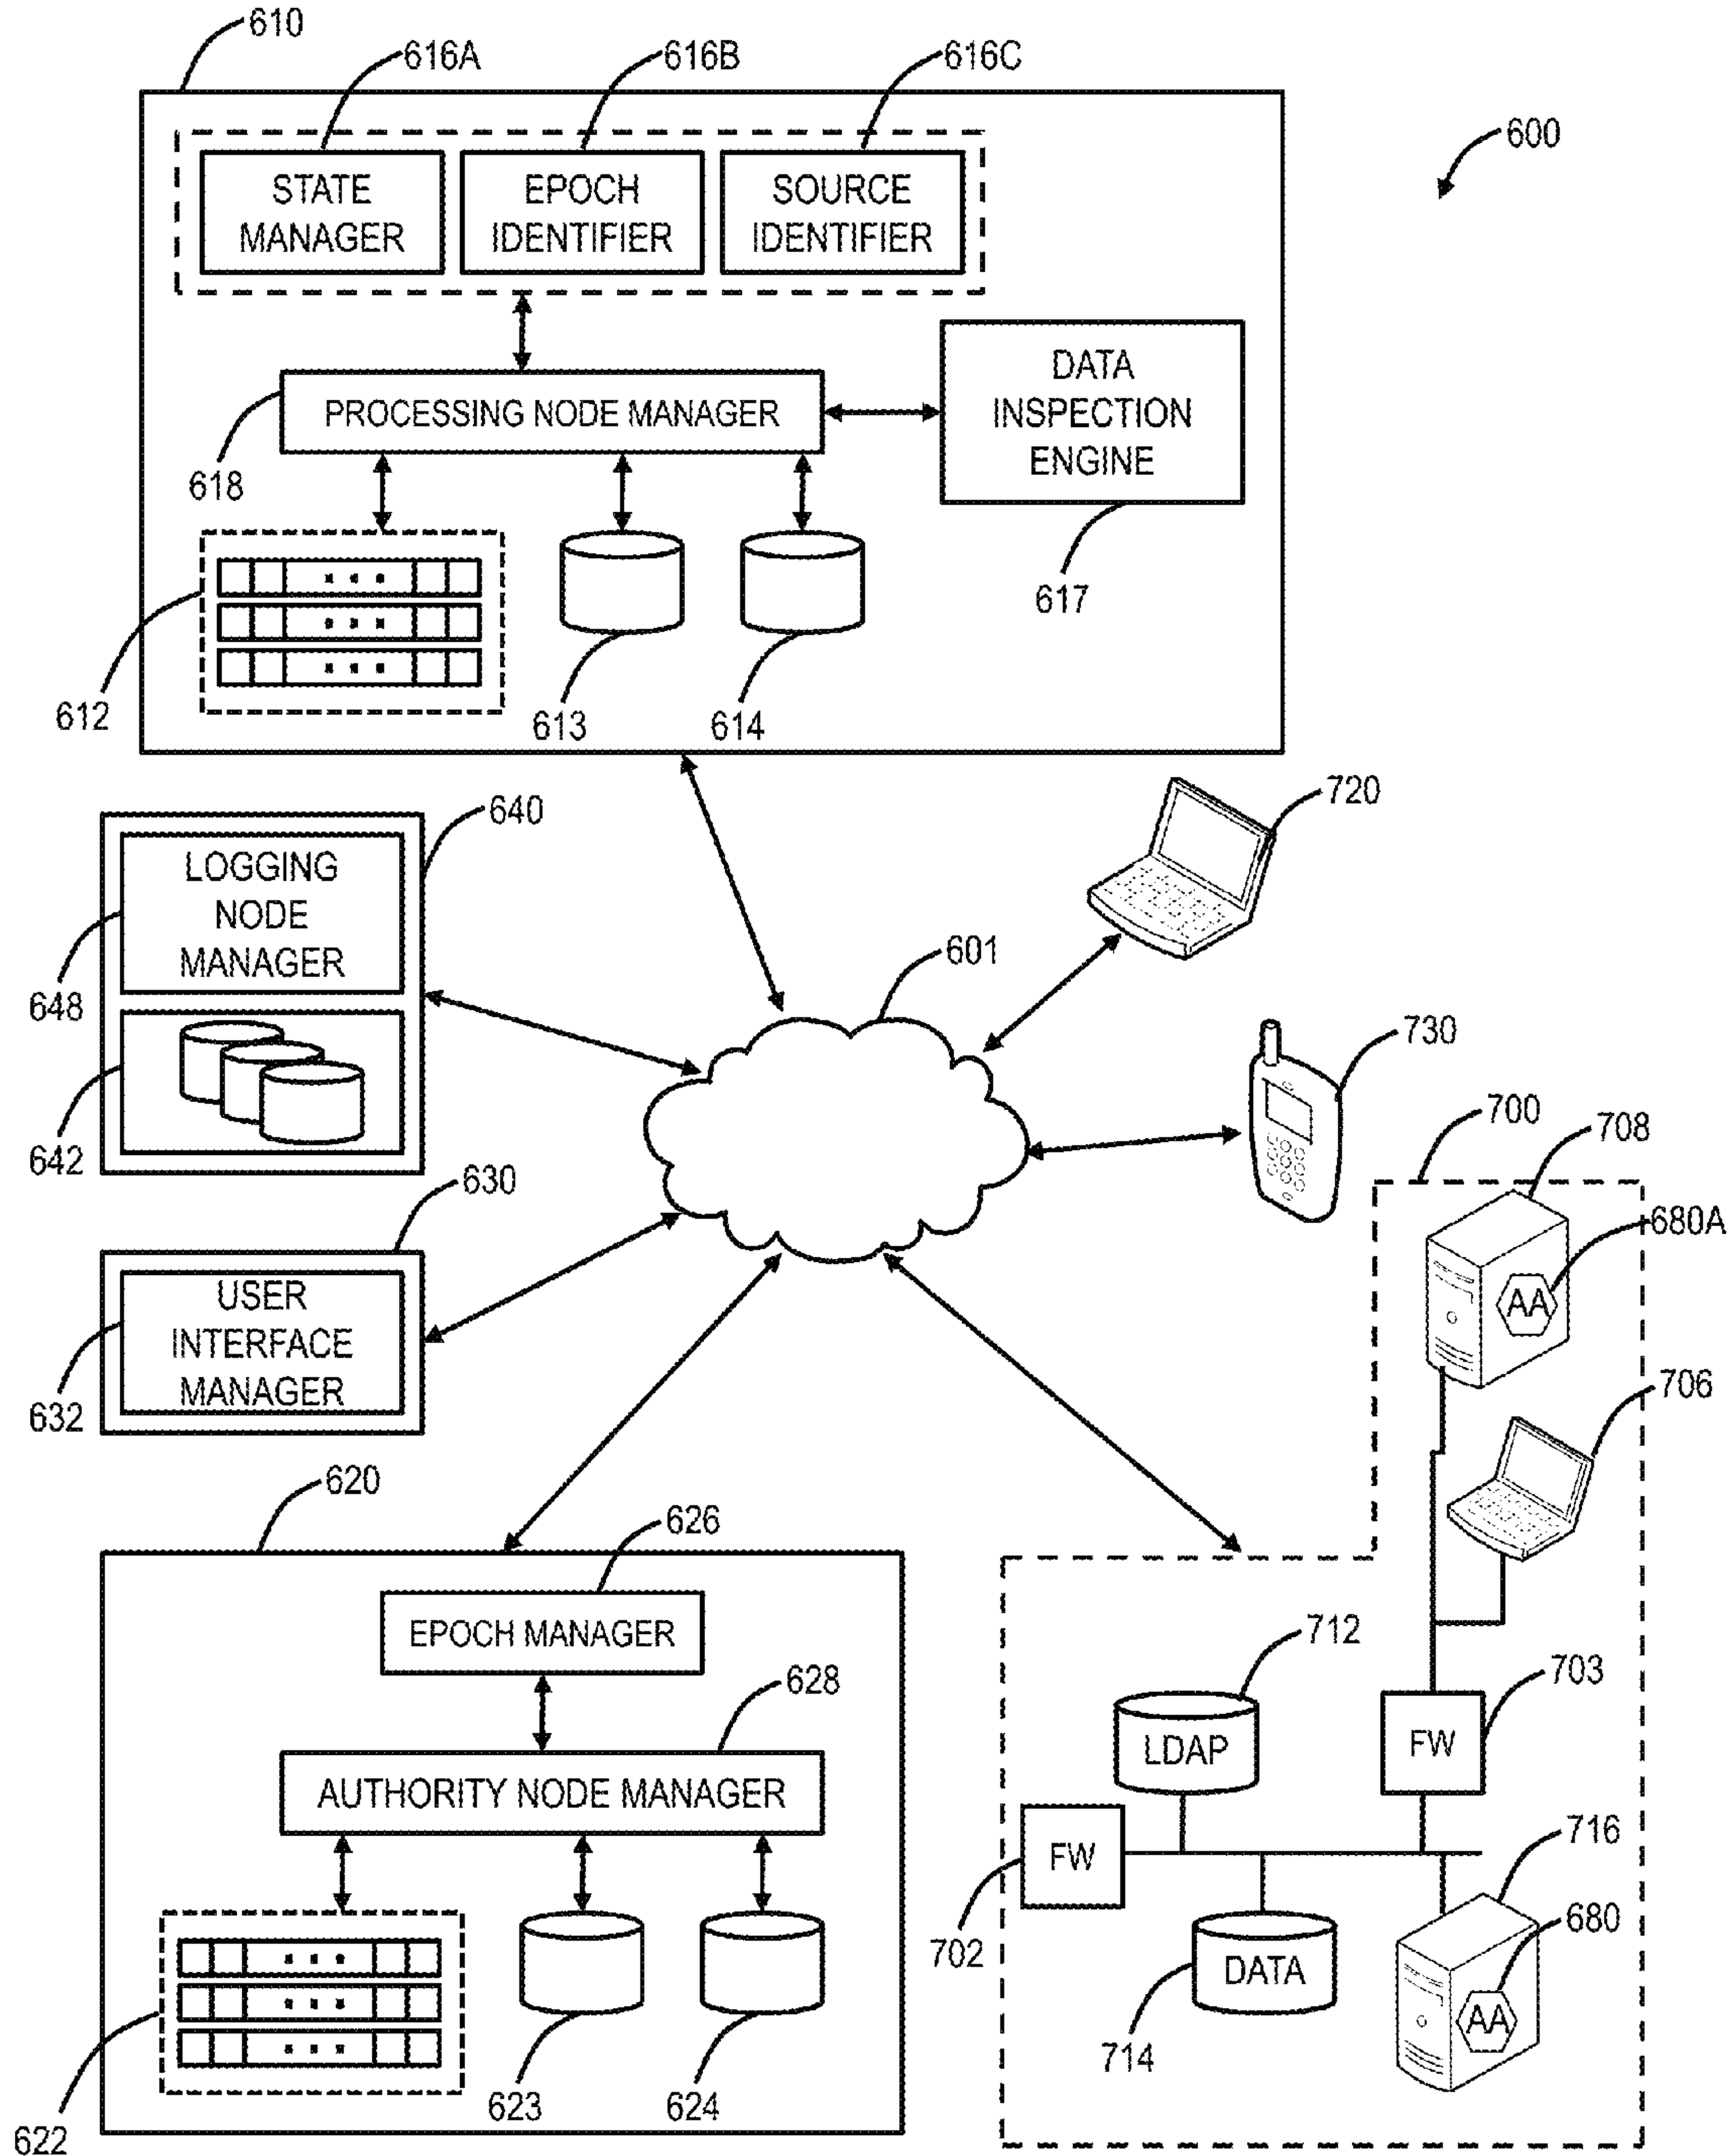 610
616A
616B
616C
600
STATE
MANAGER
EPOCH
IDENTIFIER
SOURCE
IDENTIFIER
PROCESSING NODE MANAGER
DATA
INSPECTION
ENGINE
618
617
612
613
614
720
640
LOGGING
NODE
MANAGER
648
642
601
730
700
708
680A
AA
630
USER
INTERFACE
MANAGER
632
706
620
626
EPOCH MANAGER
628
AUTHORITY NODE MANAGER
712
LDAP
703
FW
FW
702
716
680
AA
DATA
714
622
623
624